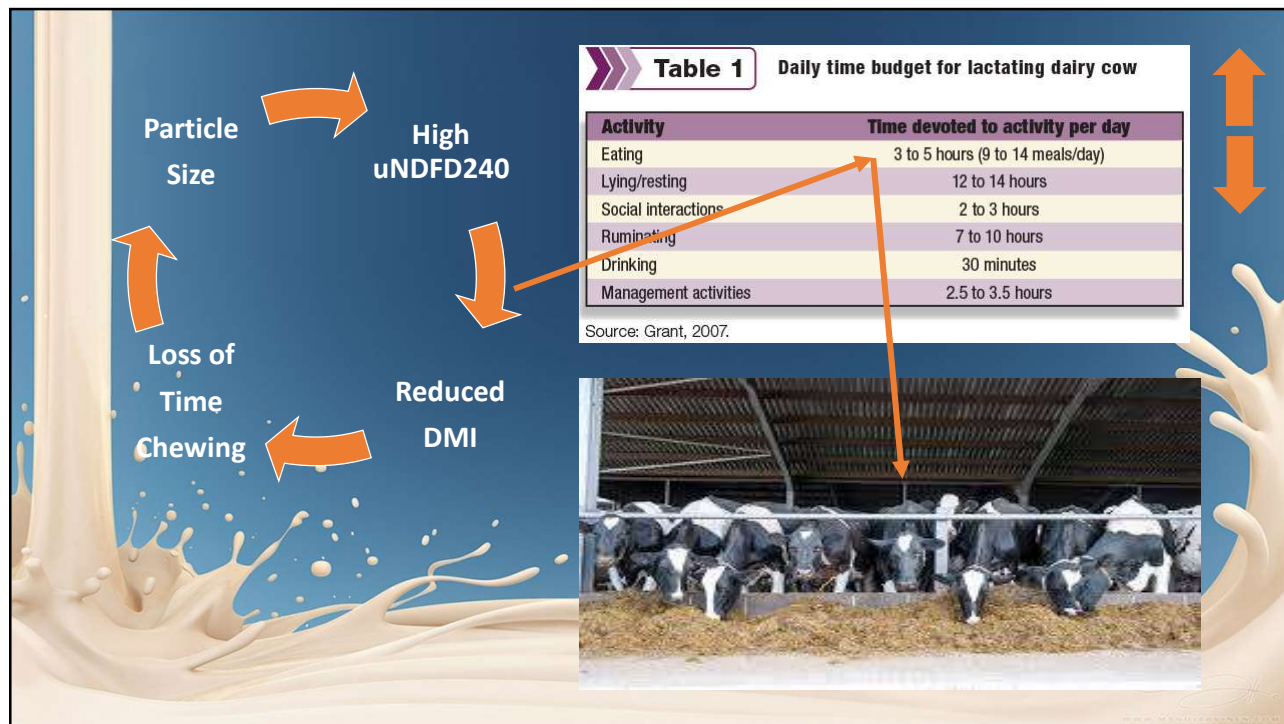 Particle
Size
High
uNDFD240
Reduced
DMI
Loss of
Time
Chewing
Table 1 Daily time budget for lactating dairy cow
Activity Time devoted to activity per day
Eating 3 to 5 hours (9 to 14 meals/day)
Lying/resting 12 to 14 hours
Social interactions 2 to 3 hours
Ruminating 7 to 10 hours
Drinking 30 minutes
Management activities 2.5 to 3.5 hours
Source: Grant, 2007.